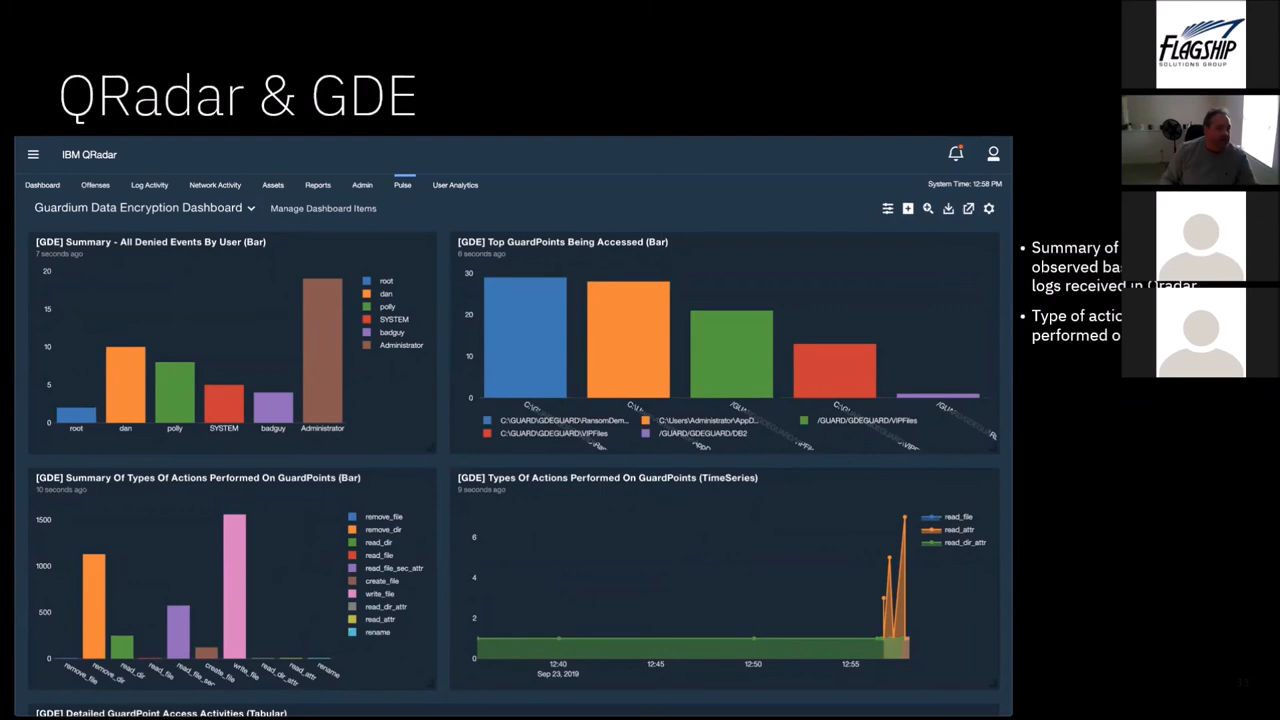 QRadar & GDE
FLAGSHIP
SOLUTIONS GROUP
IBM QRadar
Dashboard Offenses Log Activity Network Activity Assets Reports Admin Pulse User Analytics
System Time: 12:58 PM
Guardium Data Encryption Dashboard Manage Dashboard Items
[GDE] Summary - All Denied Events By User (Bar)
7 seconds ago
20
15
10
5
0
root dan polly SYSTEM badguy Administrator
root
dan
polly
SYSTEM
badguy
Administrator
[GDE] Top GuardPoints Being Accessed (Bar)
6 seconds ago
30
20
10
0
C:\GUARD\GDEGUARD\RansomDem... C:\Users\Administrator\AppD... /GUARD/GDEGUARD/VIPFiles
C:\GUARD\GDEGUARD\VIPFiles /GUARD/GDEGUARD/DB2
• Summary of
observed ba
logs received in Qradar
• Type of actio
performed o
[GDE] Summary Of Types Of Actions Performed On GuardPoints (Bar)
10 seconds ago
1500
1000
500
0
remove_file remove_dir read_dir read_file read_file_sec create_file write_file read_dir_attr read_attr rename
remove_file
remove_dir
read_dir
read_file
read_file_sec_attr
create_file
write_file
read_dir_attr
read_attr
rename
[GDE] Types Of Actions Performed On GuardPoints (TimeSeries)
9 seconds ago
6
4
2
0
12:40 12:45 12:50 12:55
Sep 23, 2019
read_file
read_attr
read_dir_attr
[GDE] Detailed GuardPoint Access Activities (Tabular)